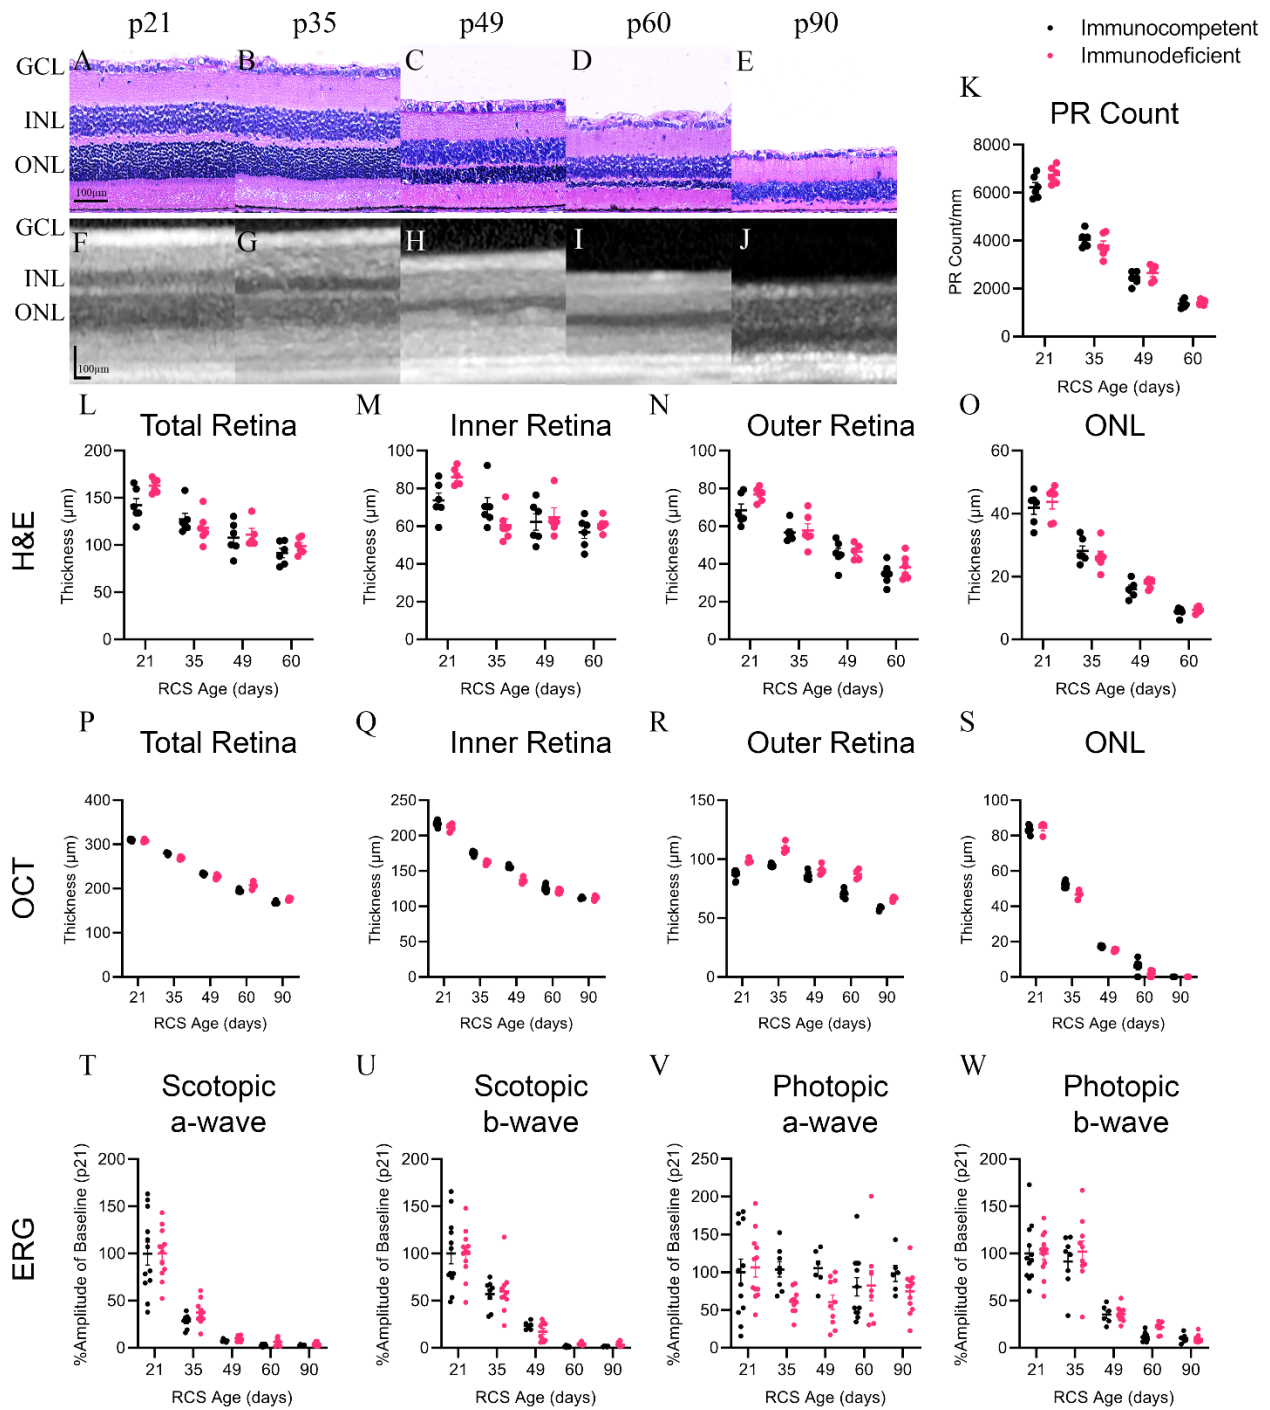 p21 p35 p49 p60 p90
Immunocompetent
Immunodeficient
GCL
INL
ONL
A B C D E
100µm
GCL
INL
ONL
F G H I J
100µm
K
PR Count
PR Count/mm
8000
6000
4000
2000
0
21 35 49 60
RCS Age (days)
H&E
L
Total Retina
Thickness (µm)
200
150
100
50
0
21 35 49 60
RCS Age (days)
M
Inner Retina
Thickness (µm)
100
80
60
40
20
0
21 35 49 60
RCS Age (days)
N
Outer Retina
Thickness (µm)
100
80
60
40
20
0
21 35 49 60
RCS Age (days)
O
ONL
Thickness (µm)
60
40
20
0
21 35 49 60
RCS Age (days)
OCT
P
Total Retina
Thickness (µm)
400
300
200
100
0
21 35 49 60 90
RCS Age (days)
Q
Inner Retina
Thickness (µm)
250
200
150
100
50
0
21 35 49 60 90
RCS Age (days)
R
Outer Retina
Thickness (µm)
150
100
50
0
21 35 49 60 90
RCS Age (days)
S
ONL
Thickness (µm)
100
80
60
40
20
0
21 35 49 60 90
RCS Age (days)
ERG
T
Scotopic
a-wave
%Amplitude of Baseline (p21)
200
150
100
50
0
21 35 49 60 90
RCS Age (days)
U
Scotopic
b-wave
%Amplitude of Baseline (p21)
200
150
100
50
0
21 35 49 60 90
RCS Age (days)
V
Photopic
a-wave
%Amplitude of Baseline (p21)
250
200
150
100
50
0
21 35 49 60 90
RCS Age (days)
W
Photopic
b-wave
%Amplitude of Baseline (p21)
200
150
100
50
0
21 35 49 60 90
RCS Age (days)